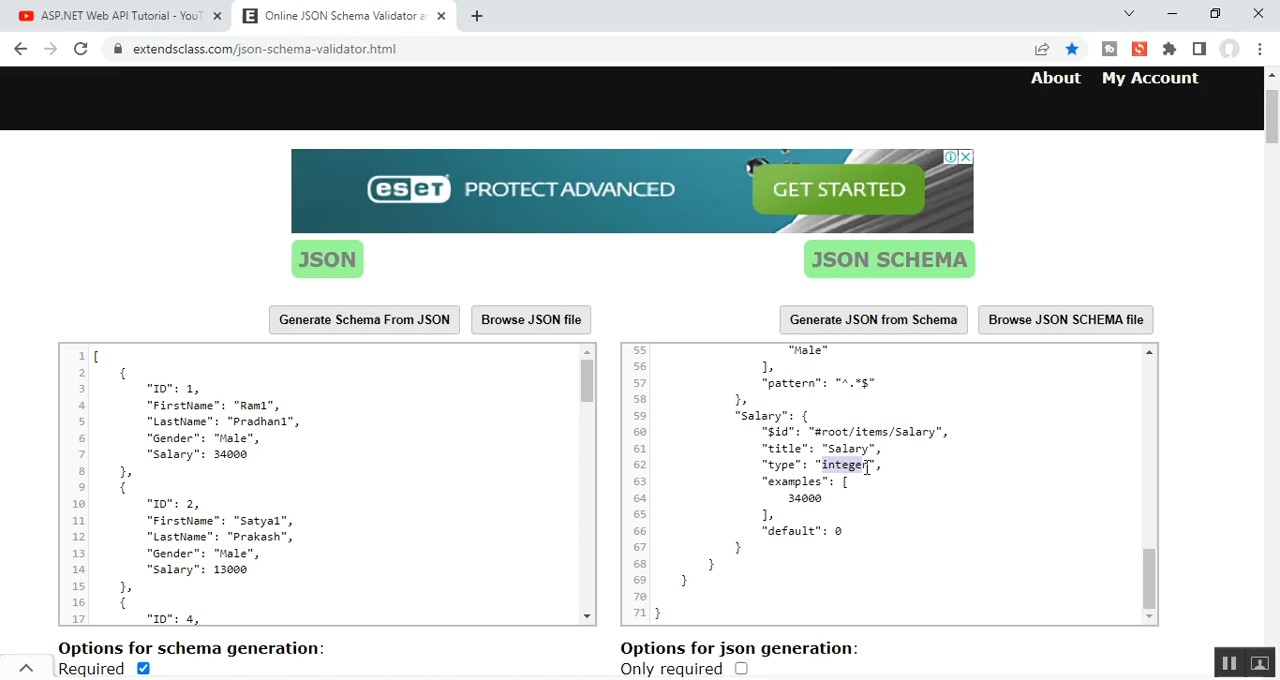 ASP.NET Web API Tutorial - YouT
Online JSON Schema Validator a
extendsclass.com/json-schema-validator.html
About My Account
eseT PROTECT ADVANCED GET STARTED
JSON JSON SCHEMA
Generate Schema From JSON Browse JSON file Generate JSON from Schema Browse JSON SCHEMA file
1 [
2 {
3 "ID": 1,
4 "FirstName": "Ram1",
5 "LastName": "Pradhan1",
6 "Gender": "Male",
7 "Salary": 34000
8 },
9 {
10 "ID": 2,
11 "FirstName": "Satya1",
12 "LastName": "Prakash",
13 "Gender": "Male",
14 "Salary": 13000
15 },
16 {
17 "ID": 4,
55 "Male"
56 ],
57 "pattern": "^.*$"
58 },
59 "Salary": {
60 "$id": "#root/items/Salary",
61 "title": "Salary",
62 "type": "integer",
63 "examples": [
64 34000
65 ],
66 "default": 0
67 }
68 }
69 }
70
71 }
Options for schema generation:
Required
Options for json generation:
Only required